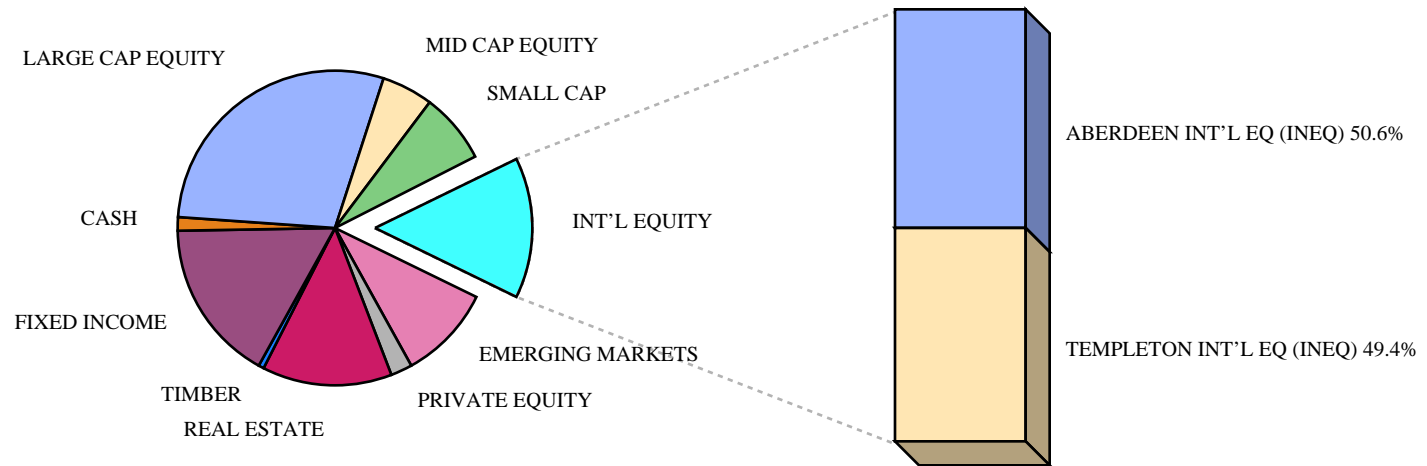 MID CAP EQUITY
LARGE CAP EQUITY
SMALL CAP
ABERDEEN INT'L EQ (INEQ) 50.6%
CASH
INT'L EQUITY
FIXED INCOME
EMERGING MARKETS
TEMPLETON INT'L EQ (INEQ) 49.4%
TIMBER
PRIVATE EQUITY
REAL ESTATE